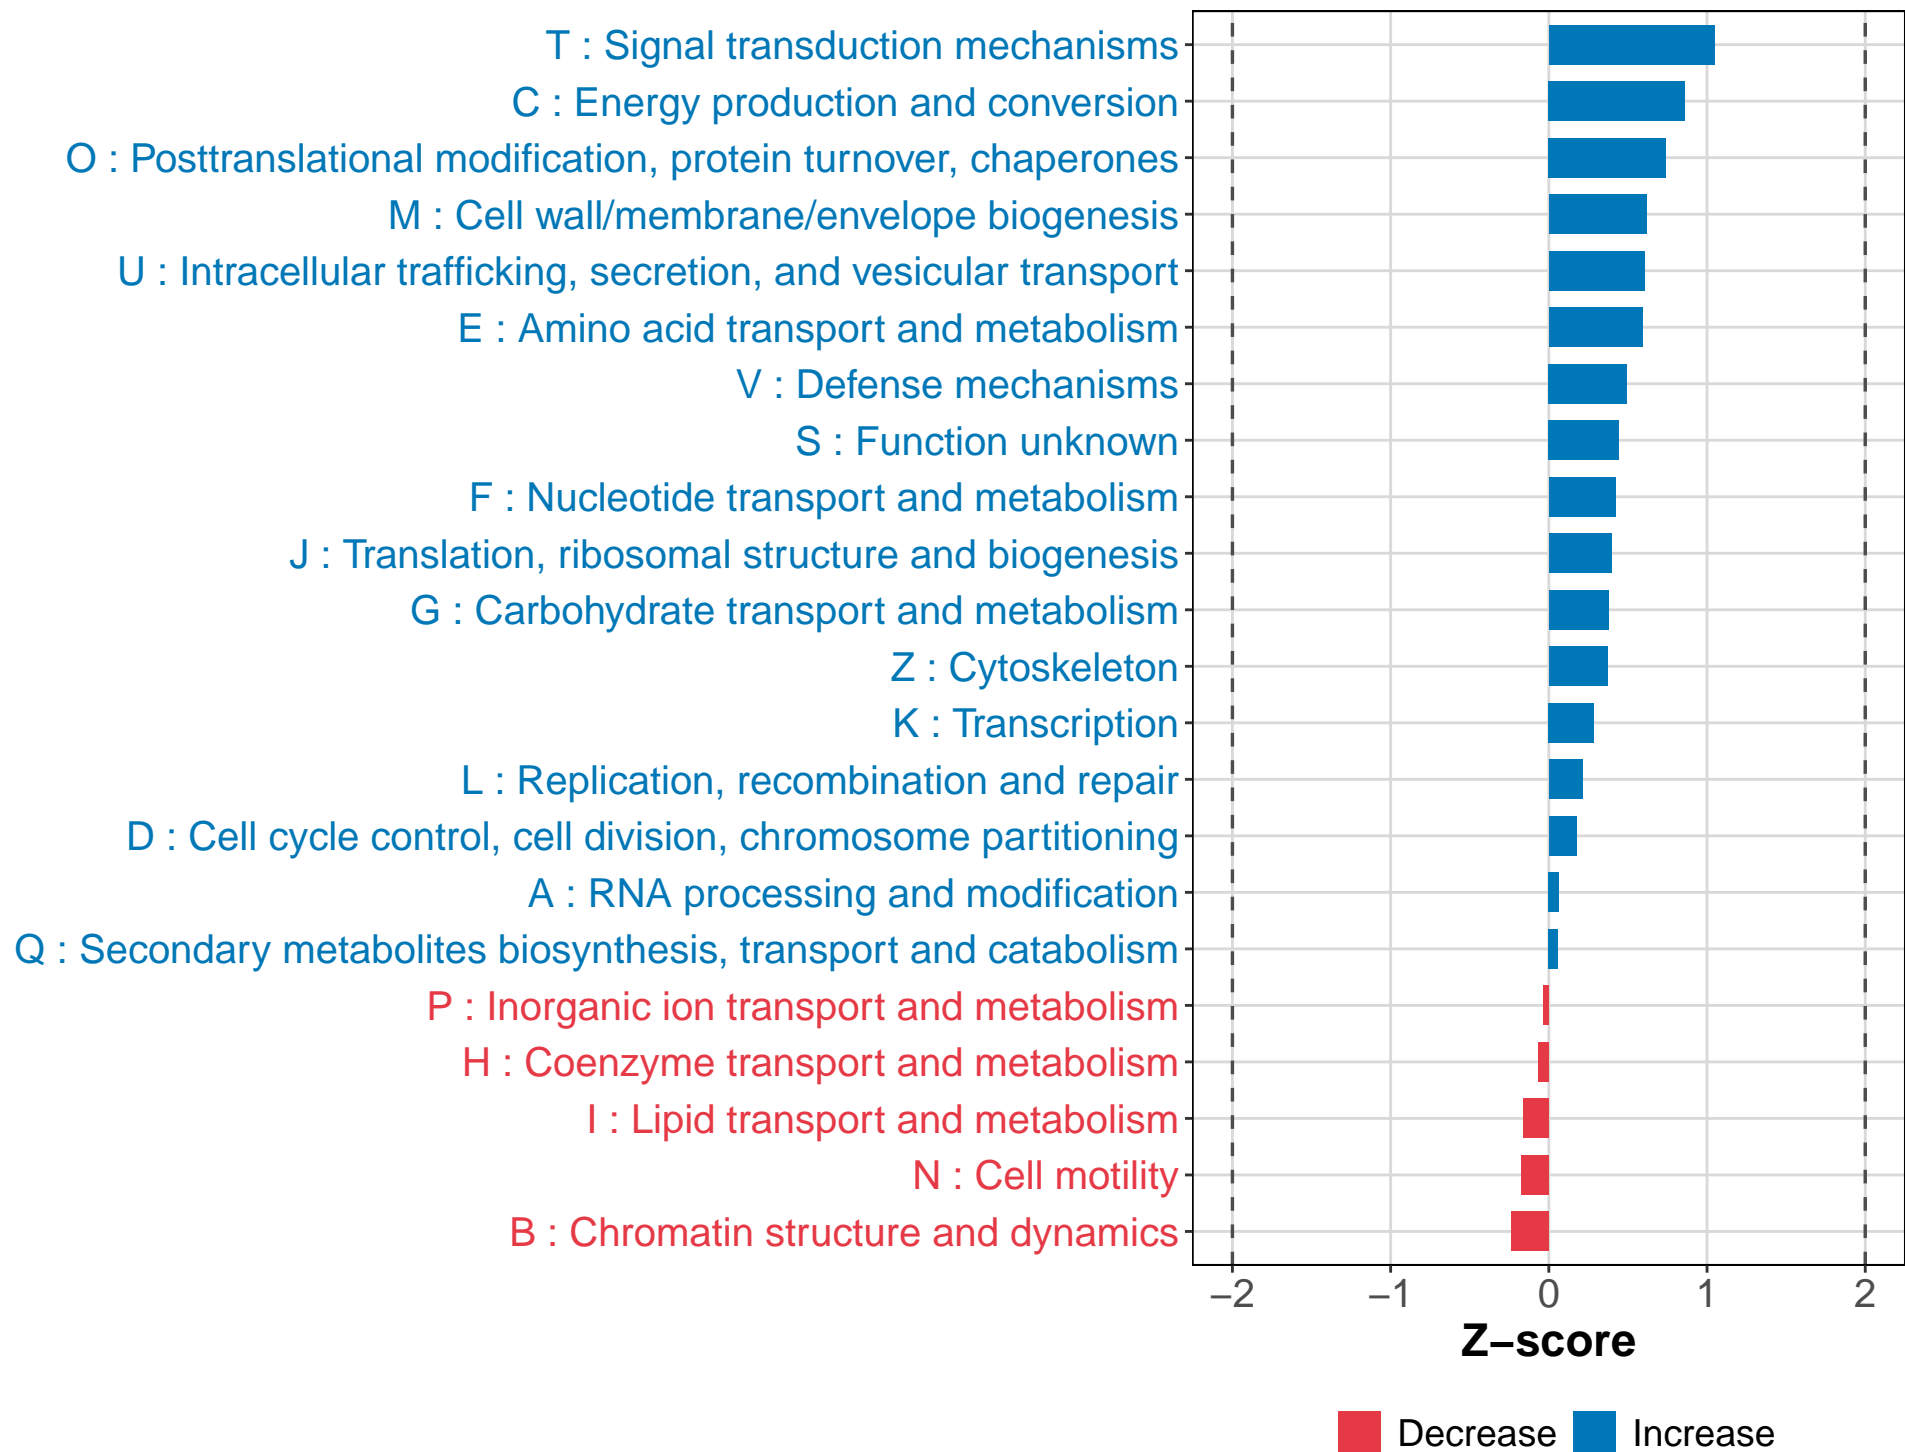 T : Signal transduction mechanisms
C : Energy production and conversion
O : Posttranslational modification, protein turnover, chaperones
M : Cell wall/membrane/envelope biogenesis
U : Intracellular trafficking, secretion, and vesicular transport
E : Amino acid transport and metabolism
V : Defense mechanisms
S : Function unknown
F : Nucleotide transport and metabolism
J : Translation, ribosomal structure and biogenesis
G : Carbohydrate transport and metabolism
Z : Cytoskeleton
K : Transcription
L : Replication, recombination and repair
D : Cell cycle control, cell division, chromosome partitioning
A : RNA processing and modification
Q : Secondary metabolites biosynthesis, transport and catabolism
P : Inorganic ion transport and metabolism
H : Coenzyme transport and metabolism
I : Lipid transport and metabolism
N : Cell motility
B : Chromatin structure and dynamics
−2 −1 0 1 2
Z−score
Decrease Increase